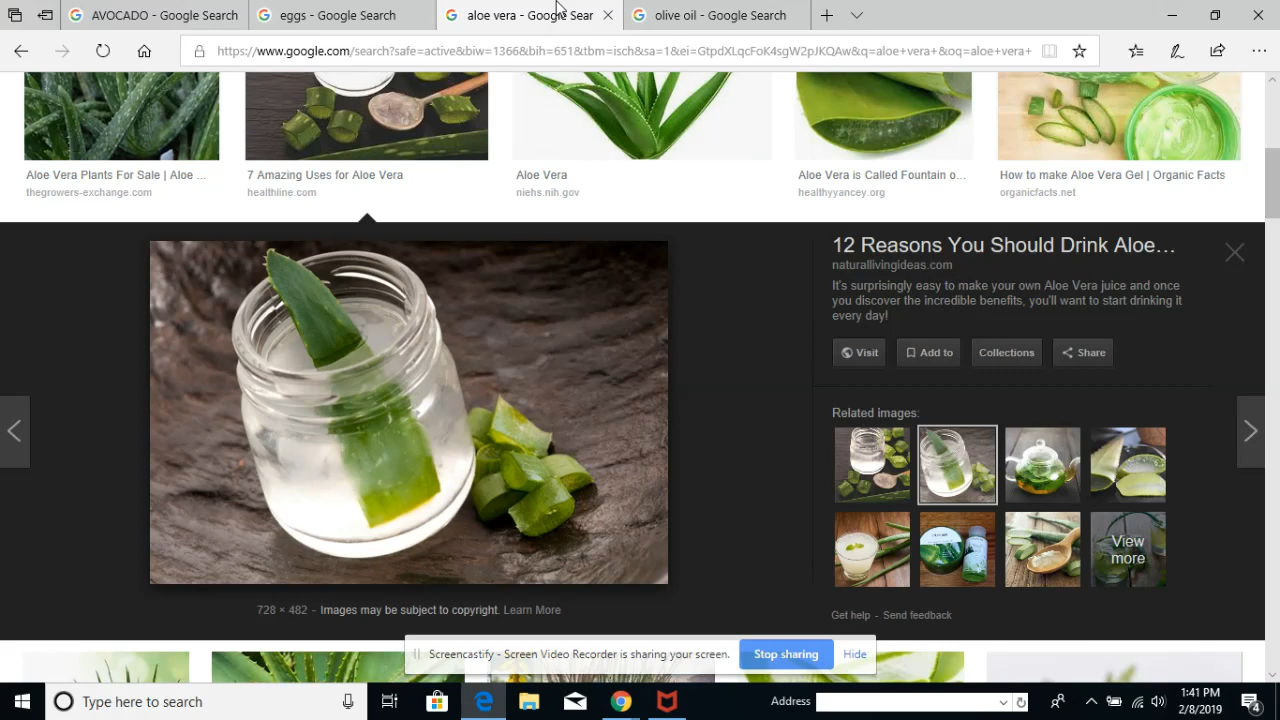 AVOCADO - Google Search
eggs - Google Search
aloe vera - Google Sear
olive oil - Google Search
https://www.google.com/search?safe=active&biw=1366&bih=651&tbm=isch&sa=1&ei=GtpdXLqcFoK4sgW2pJKQAw&q=aloe+vera+&oq=aloe+vera+
Aloe Vera Plants For Sale | Aloe ...
thegrowers-exchange.com
7 Amazing Uses for Aloe Vera
healthline.com
Aloe Vera
niehs.nih.gov
Aloe Vera is Called Fountain o...
healthyyancey.org
How to make Aloe Vera Gel | Organic Facts
organicfacts.net
12 Reasons You Should Drink Aloe...
naturallivingideas.com
It's surprisingly easy to make your own Aloe Vera juice and once
you discover the incredible benefits, you'll want to start drinking it
every day!
Visit
Add to
Collections
Share
Related images:
View
more
728 × 482 - Images may be subject to copyright. Learn More
Get help - Send feedback
Screencastify - Screen Video Recorder is sharing your screen.
Stop sharing
Hide
Type here to search
Address
1:41 PM
2/8/2019
4